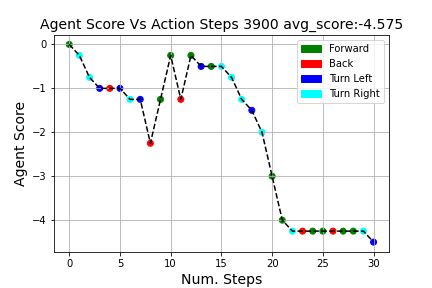 Agent Score Vs Action Steps 3900 avg_score:-4.575
Forward
Back
Turn Left
Turn Right
Agent Score
0
−1
−2
−3
−4
0 5 10 15 20 25 30
Num. Steps